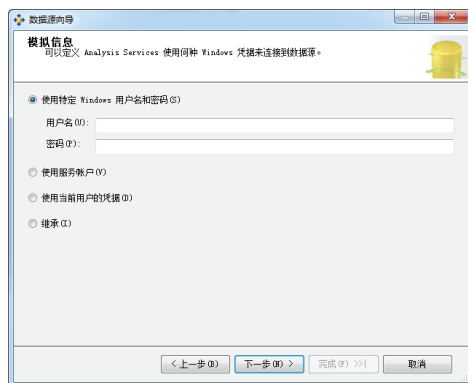 数据源向导
模拟信息
可以定义 Analysis Services 使用何种 Windows 凭据来连接到数据源。
使用特定 Windows 用户名和密码(S)
用户名(U):
密码(P):
使用服务帐户(V)
使用当前用户的凭据(D)
继承(I)
< 上一步(B)
下一步(N) >
完成(F) >>|
取消